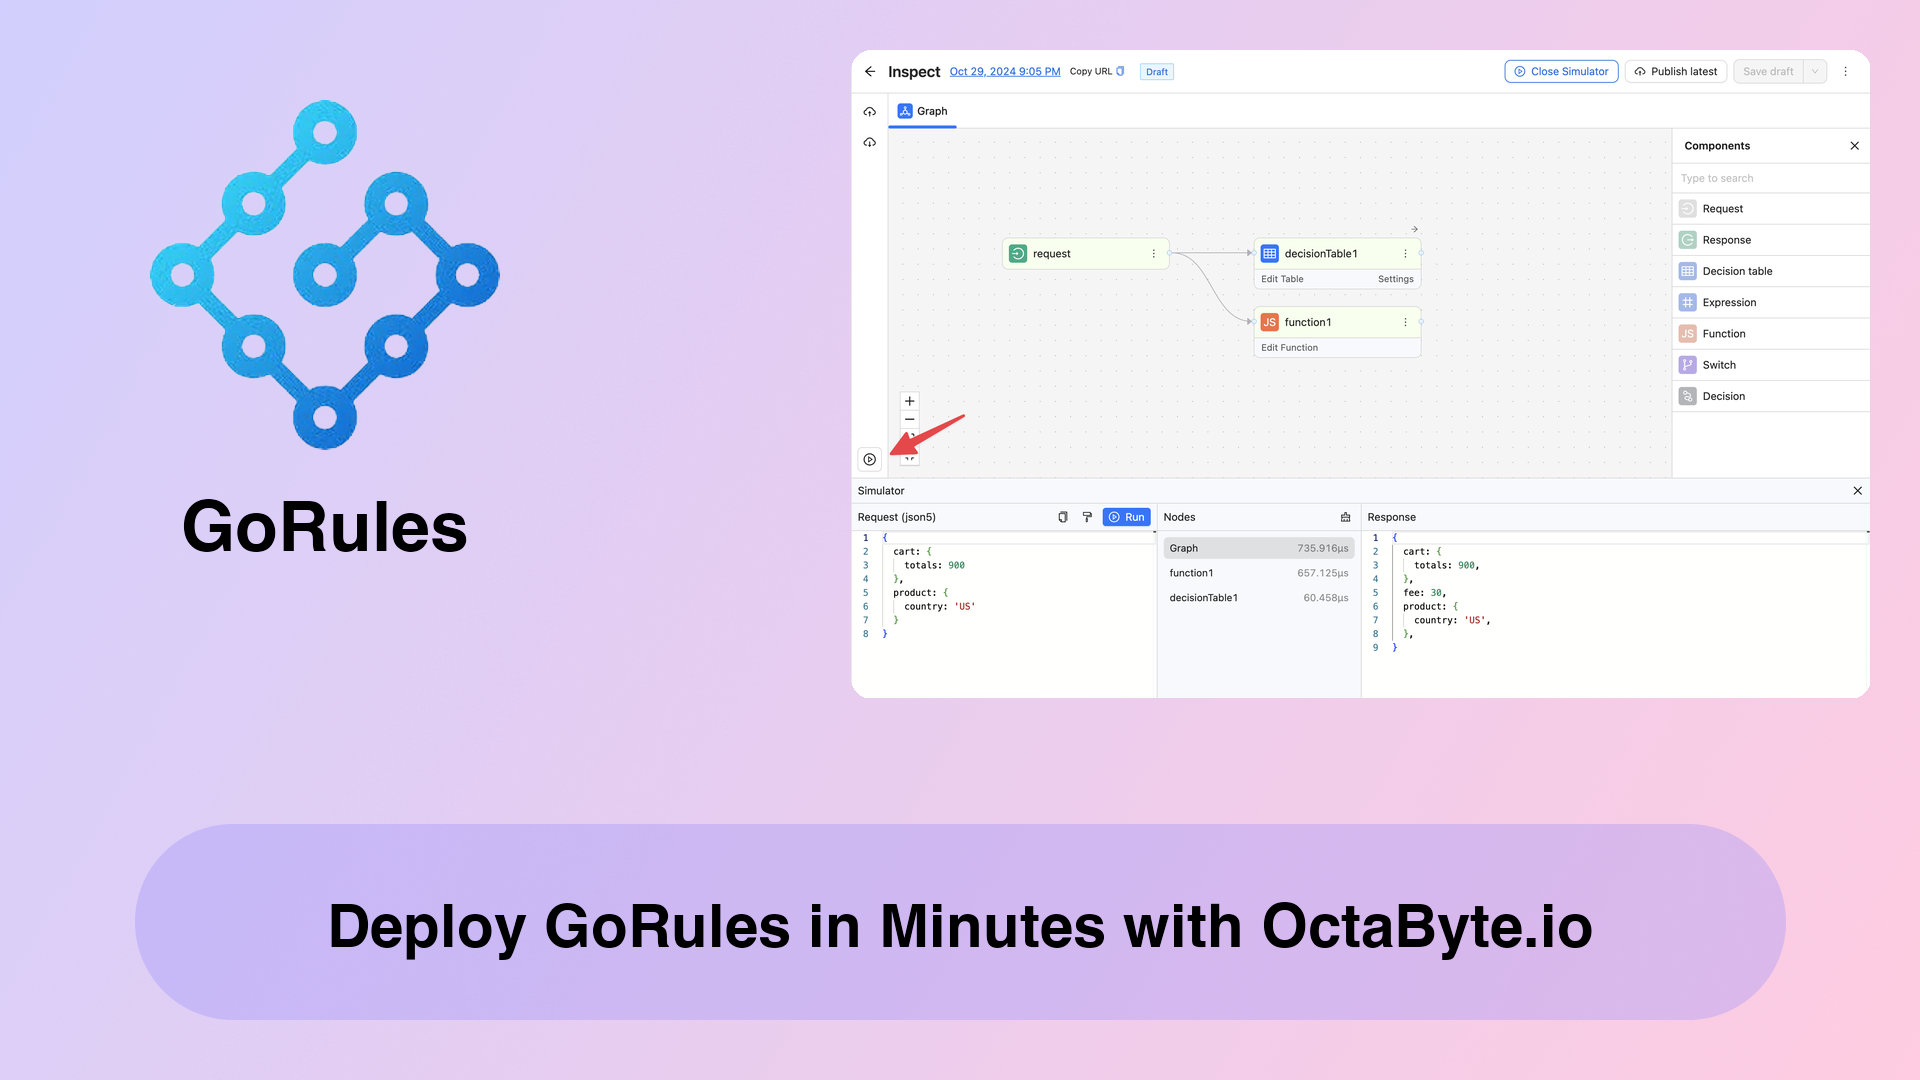 GoRules
Inspect Oct 29, 2024 9:05 PM Copy URL Draft Close Simulator Publish latest Save draft
Graph
Components
Type to search
Request
Response
Decision table
Expression
JS Function
Switch
Decision
request
decisionTable1
Edit Table Settings
JS function1
Edit Function
Simulator
Request (json5) Run
1 {
2 cart: {
3 totals: 900
4 },
5 product: {
6 country: 'US'
7 }
8 }
Nodes
Graph 735.916µs
function1 657.125µs
decisionTable1 60.458µs
Response
1 {
2 cart: {
3 totals: 900,
4 },
5 fee: 30,
6 product: {
7 country: 'US',
8 },
9 }
Deploy GoRules in Minutes with OctaByte.io